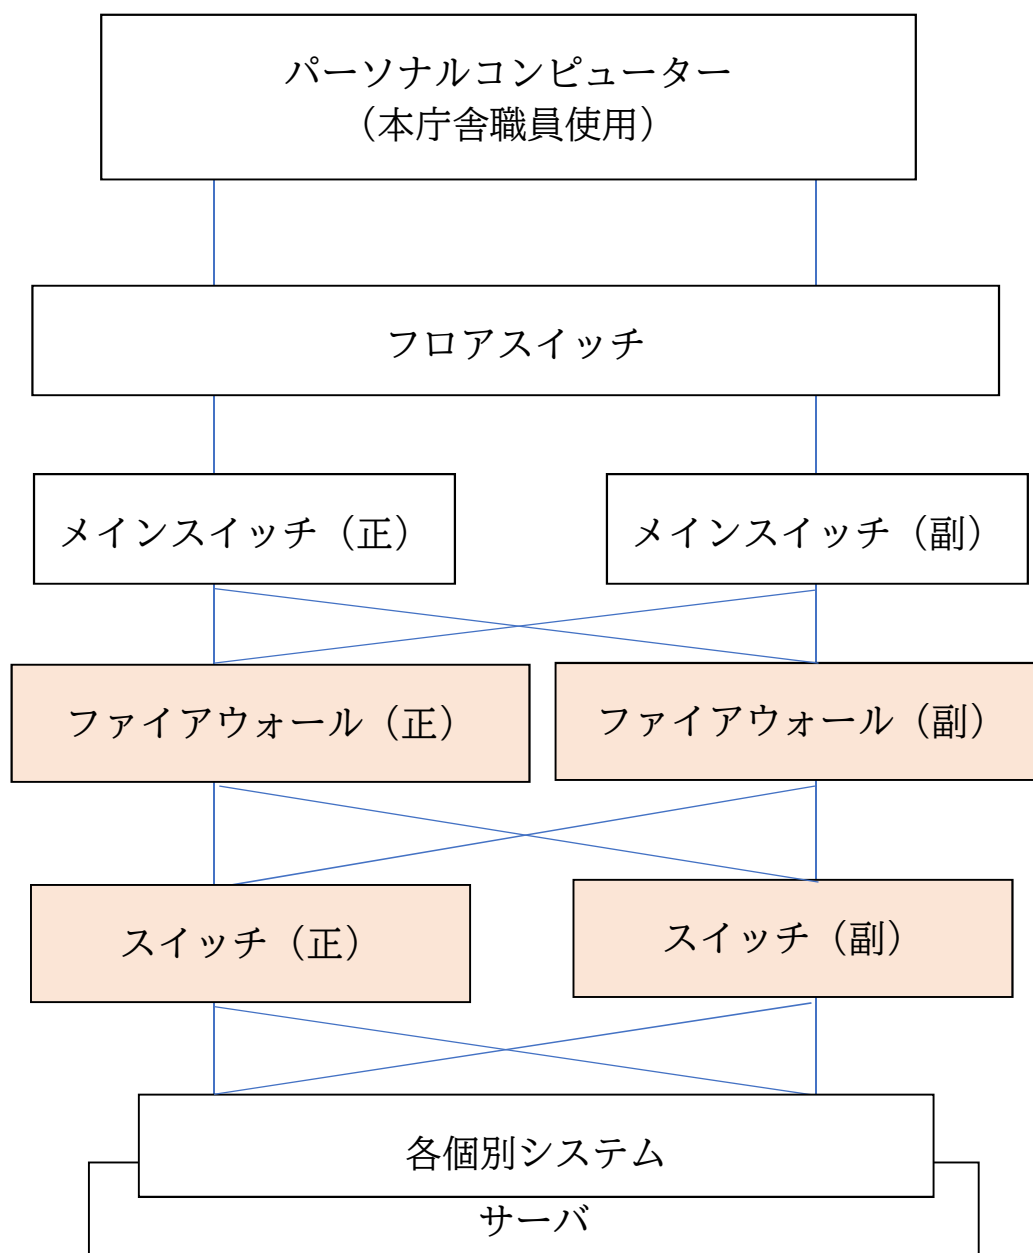 パーソナルコンピューター
（本庁舎職員使用）
フロアスイッチ
メインスイッチ（正）
メインスイッチ（副）
ファイアウォール（正）
ファイアウォール（副）
スイッチ（正）
スイッチ（副）
各個別システム
サーバ